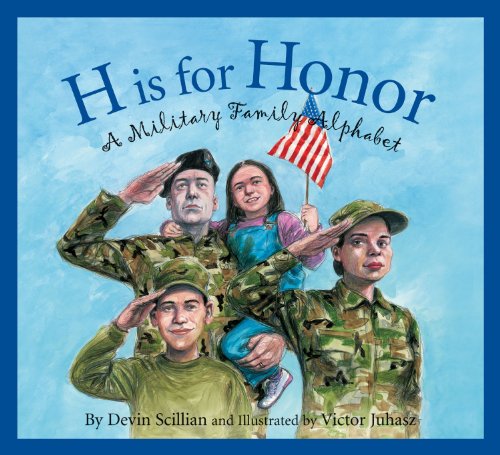 H is for Honor
A Military Family Alphabet
By Devin Scillian and Illustrated by Victor Juhasz